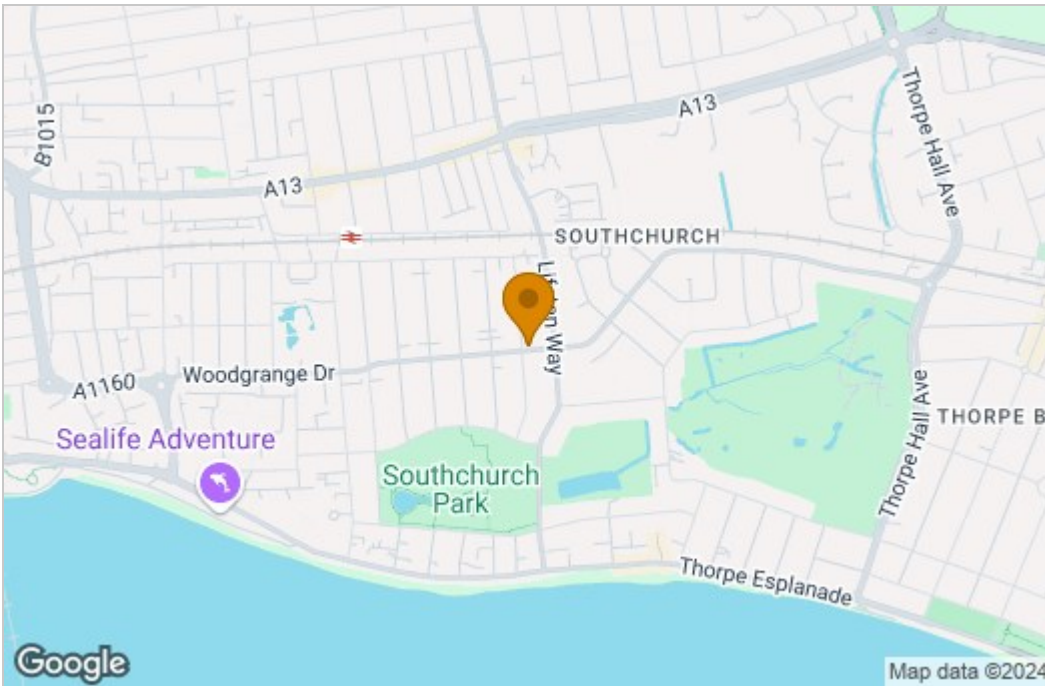 B1015
A13
A13
Thorpe Hall Ave
SOUTHCHURCH
Way
Woodgrange Dr
A1160
THORPE B
Thorpe Hall Ave
Sealife Adventure
Southchurch
Park
Thorpe Esplanade
Google
Map data ©2024